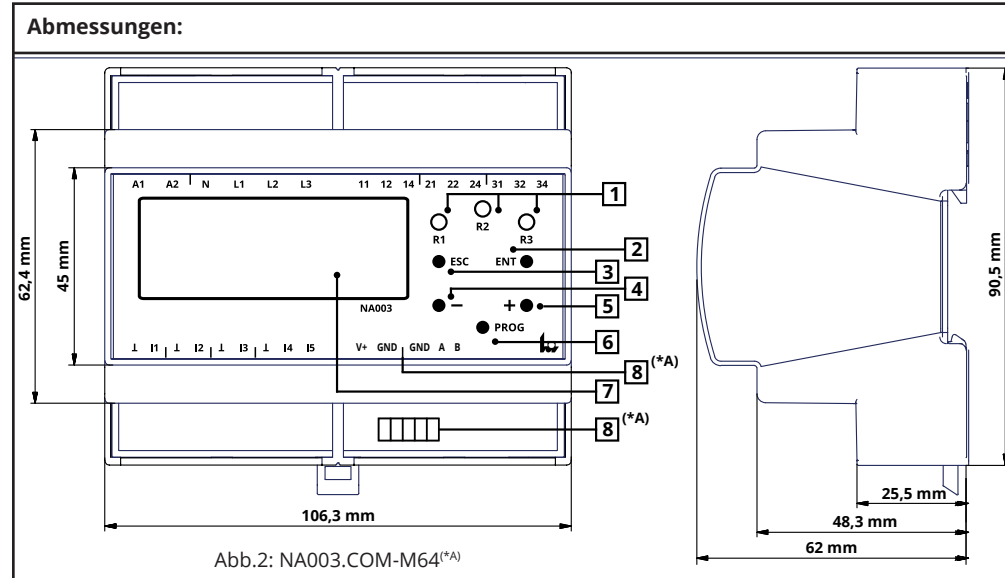 Abmessungen:
A1 A2 N L1 L2 L3 11 12 14 21 22 24 31 32 34
1
R1 R2 R3
2
ESC ENT
3
4
− +
5
NA003
PROG
6
⊥ I1 ⊥ I2 ⊥ I3 ⊥ I4 I5 V+ GND GND A B
8 (*A)
7
8 (*A)
62,4 mm
45 mm
106,3 mm
90,5 mm
25,5 mm
48,3 mm
62 mm
Abb.2: NA003.COM-M64(*A)